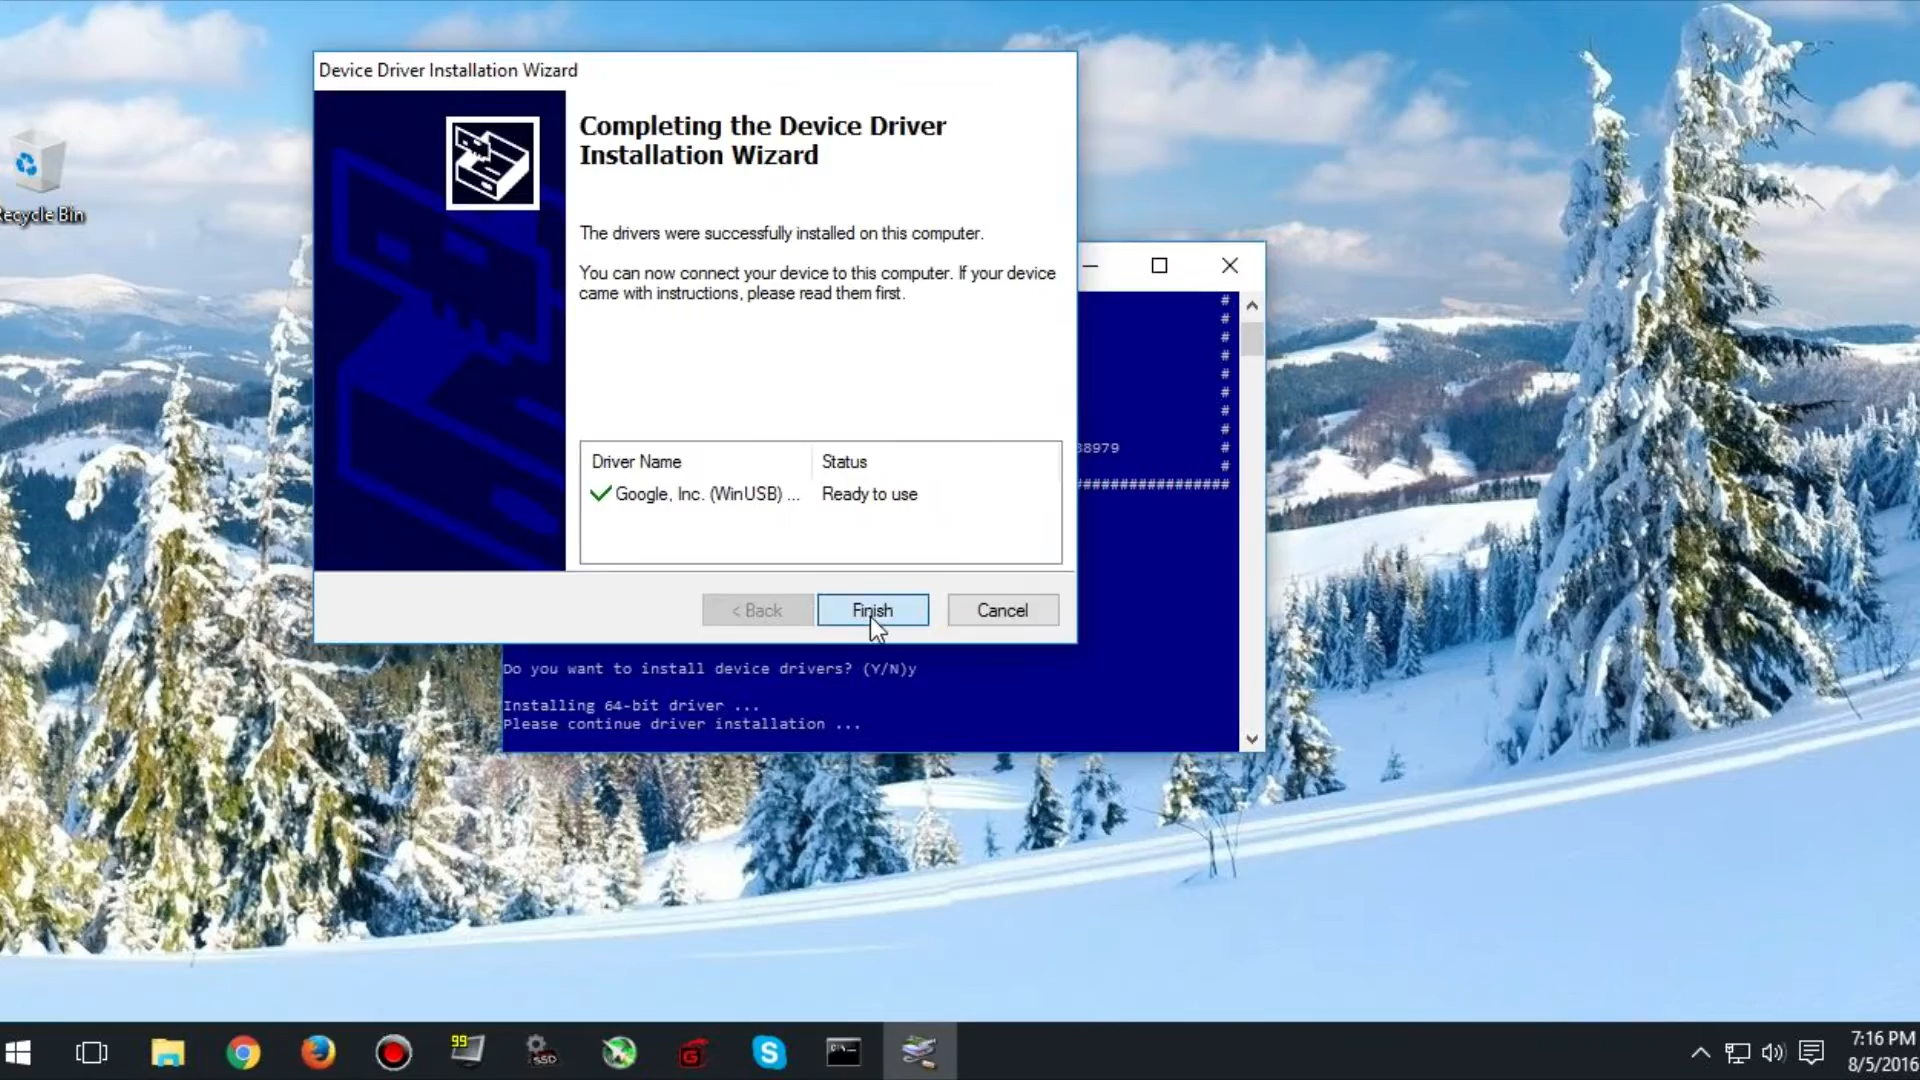 Device Driver Installation Wizard
Completing the Device Driver
Installation Wizard
The drivers were successfully installed on this computer.
You can now connect your device to this computer. If your device
came with instructions, please read them first.
Driver Name Status
Google, Inc. (WinUSB) ... Ready to use
< Back Finish Cancel
ecycle Bin
#
#
#
#
#
#
#
#
38979 #
#
#################
Do you want to install device drivers? (Y/N)y
Installing 64-bit driver ...
Please continue driver installation ...
99
SSD
G
S
C:\.
7:16 PM
8/5/2016